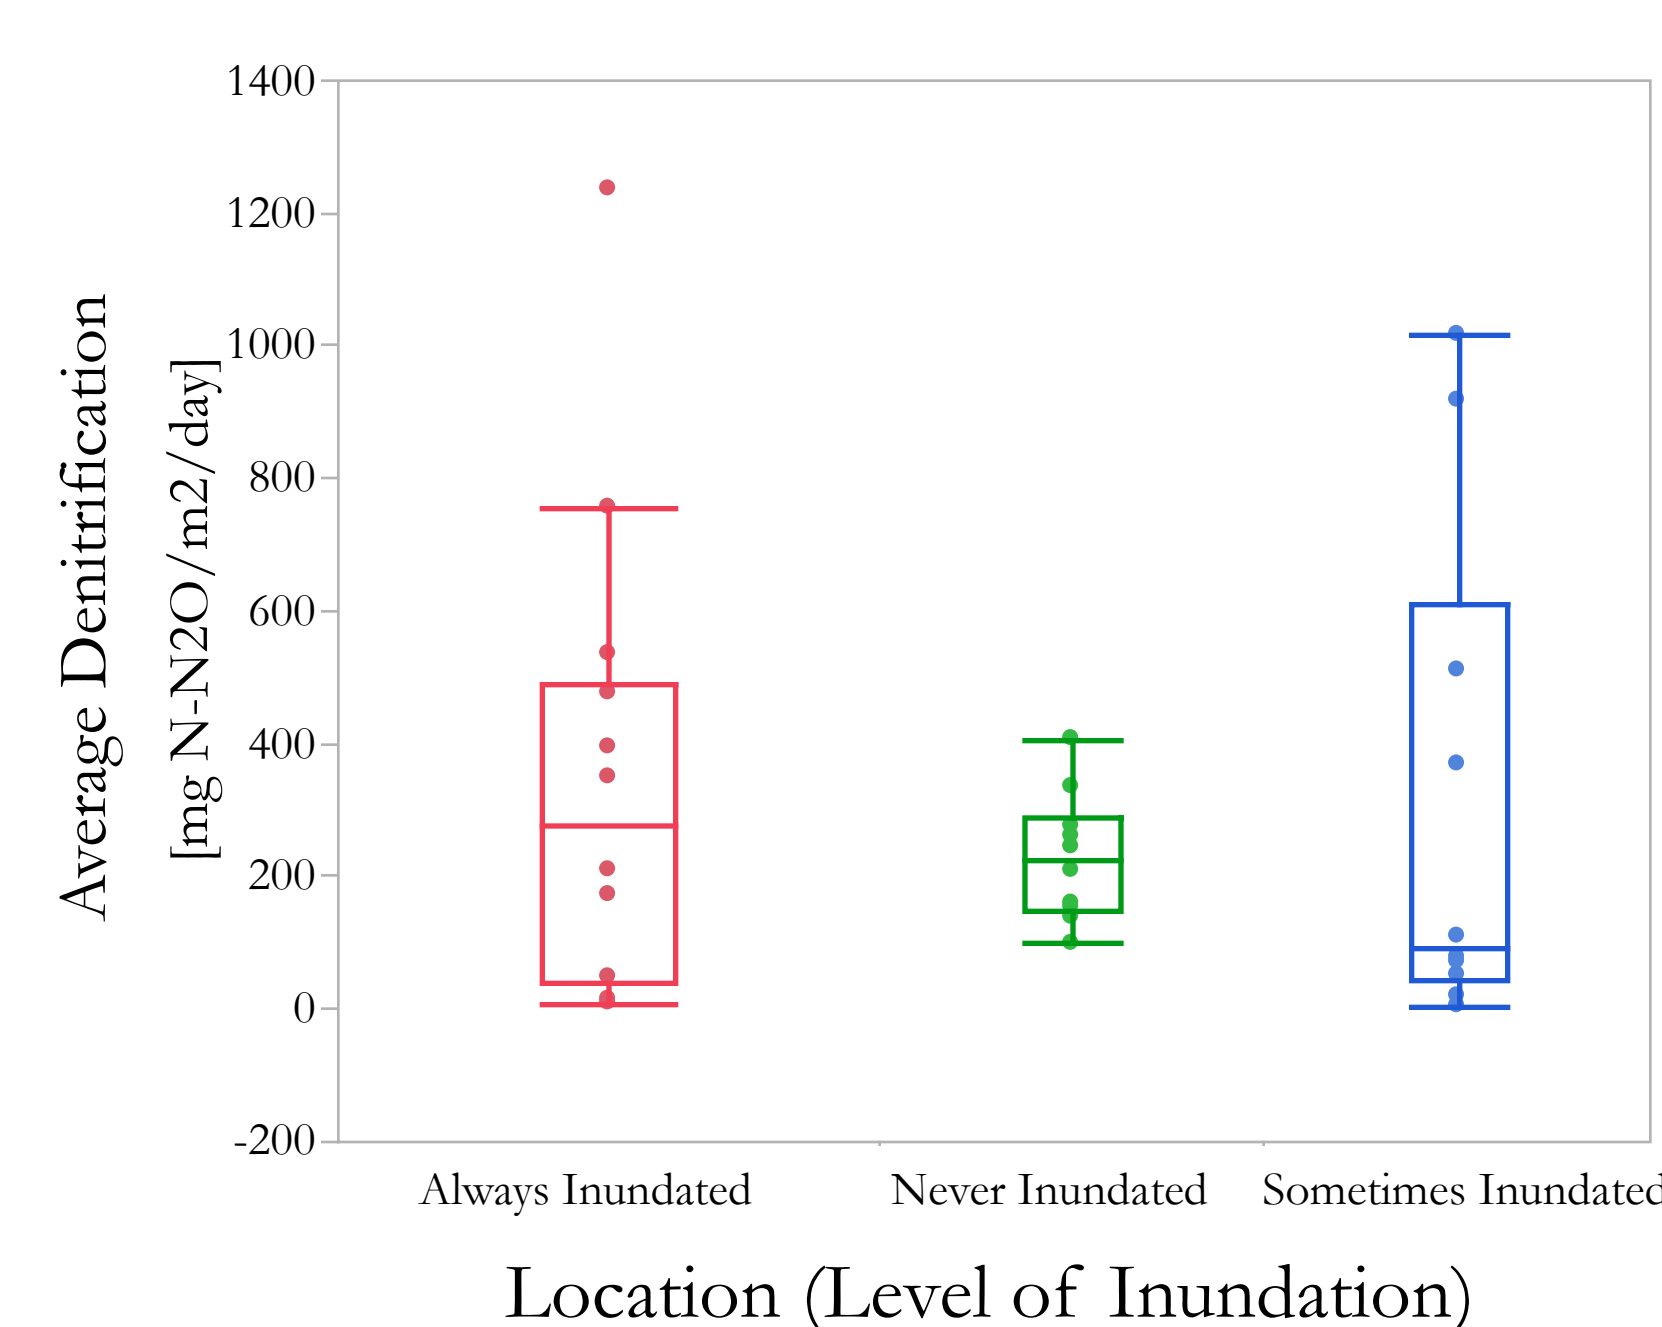 Average Denitrification
[mg N-N2O/m2/day]
1400
1200
1000
800
600
400
200
0
-200
Always Inundated
Never Inundated
Sometimes Inundated
Location (Level of Inundation)